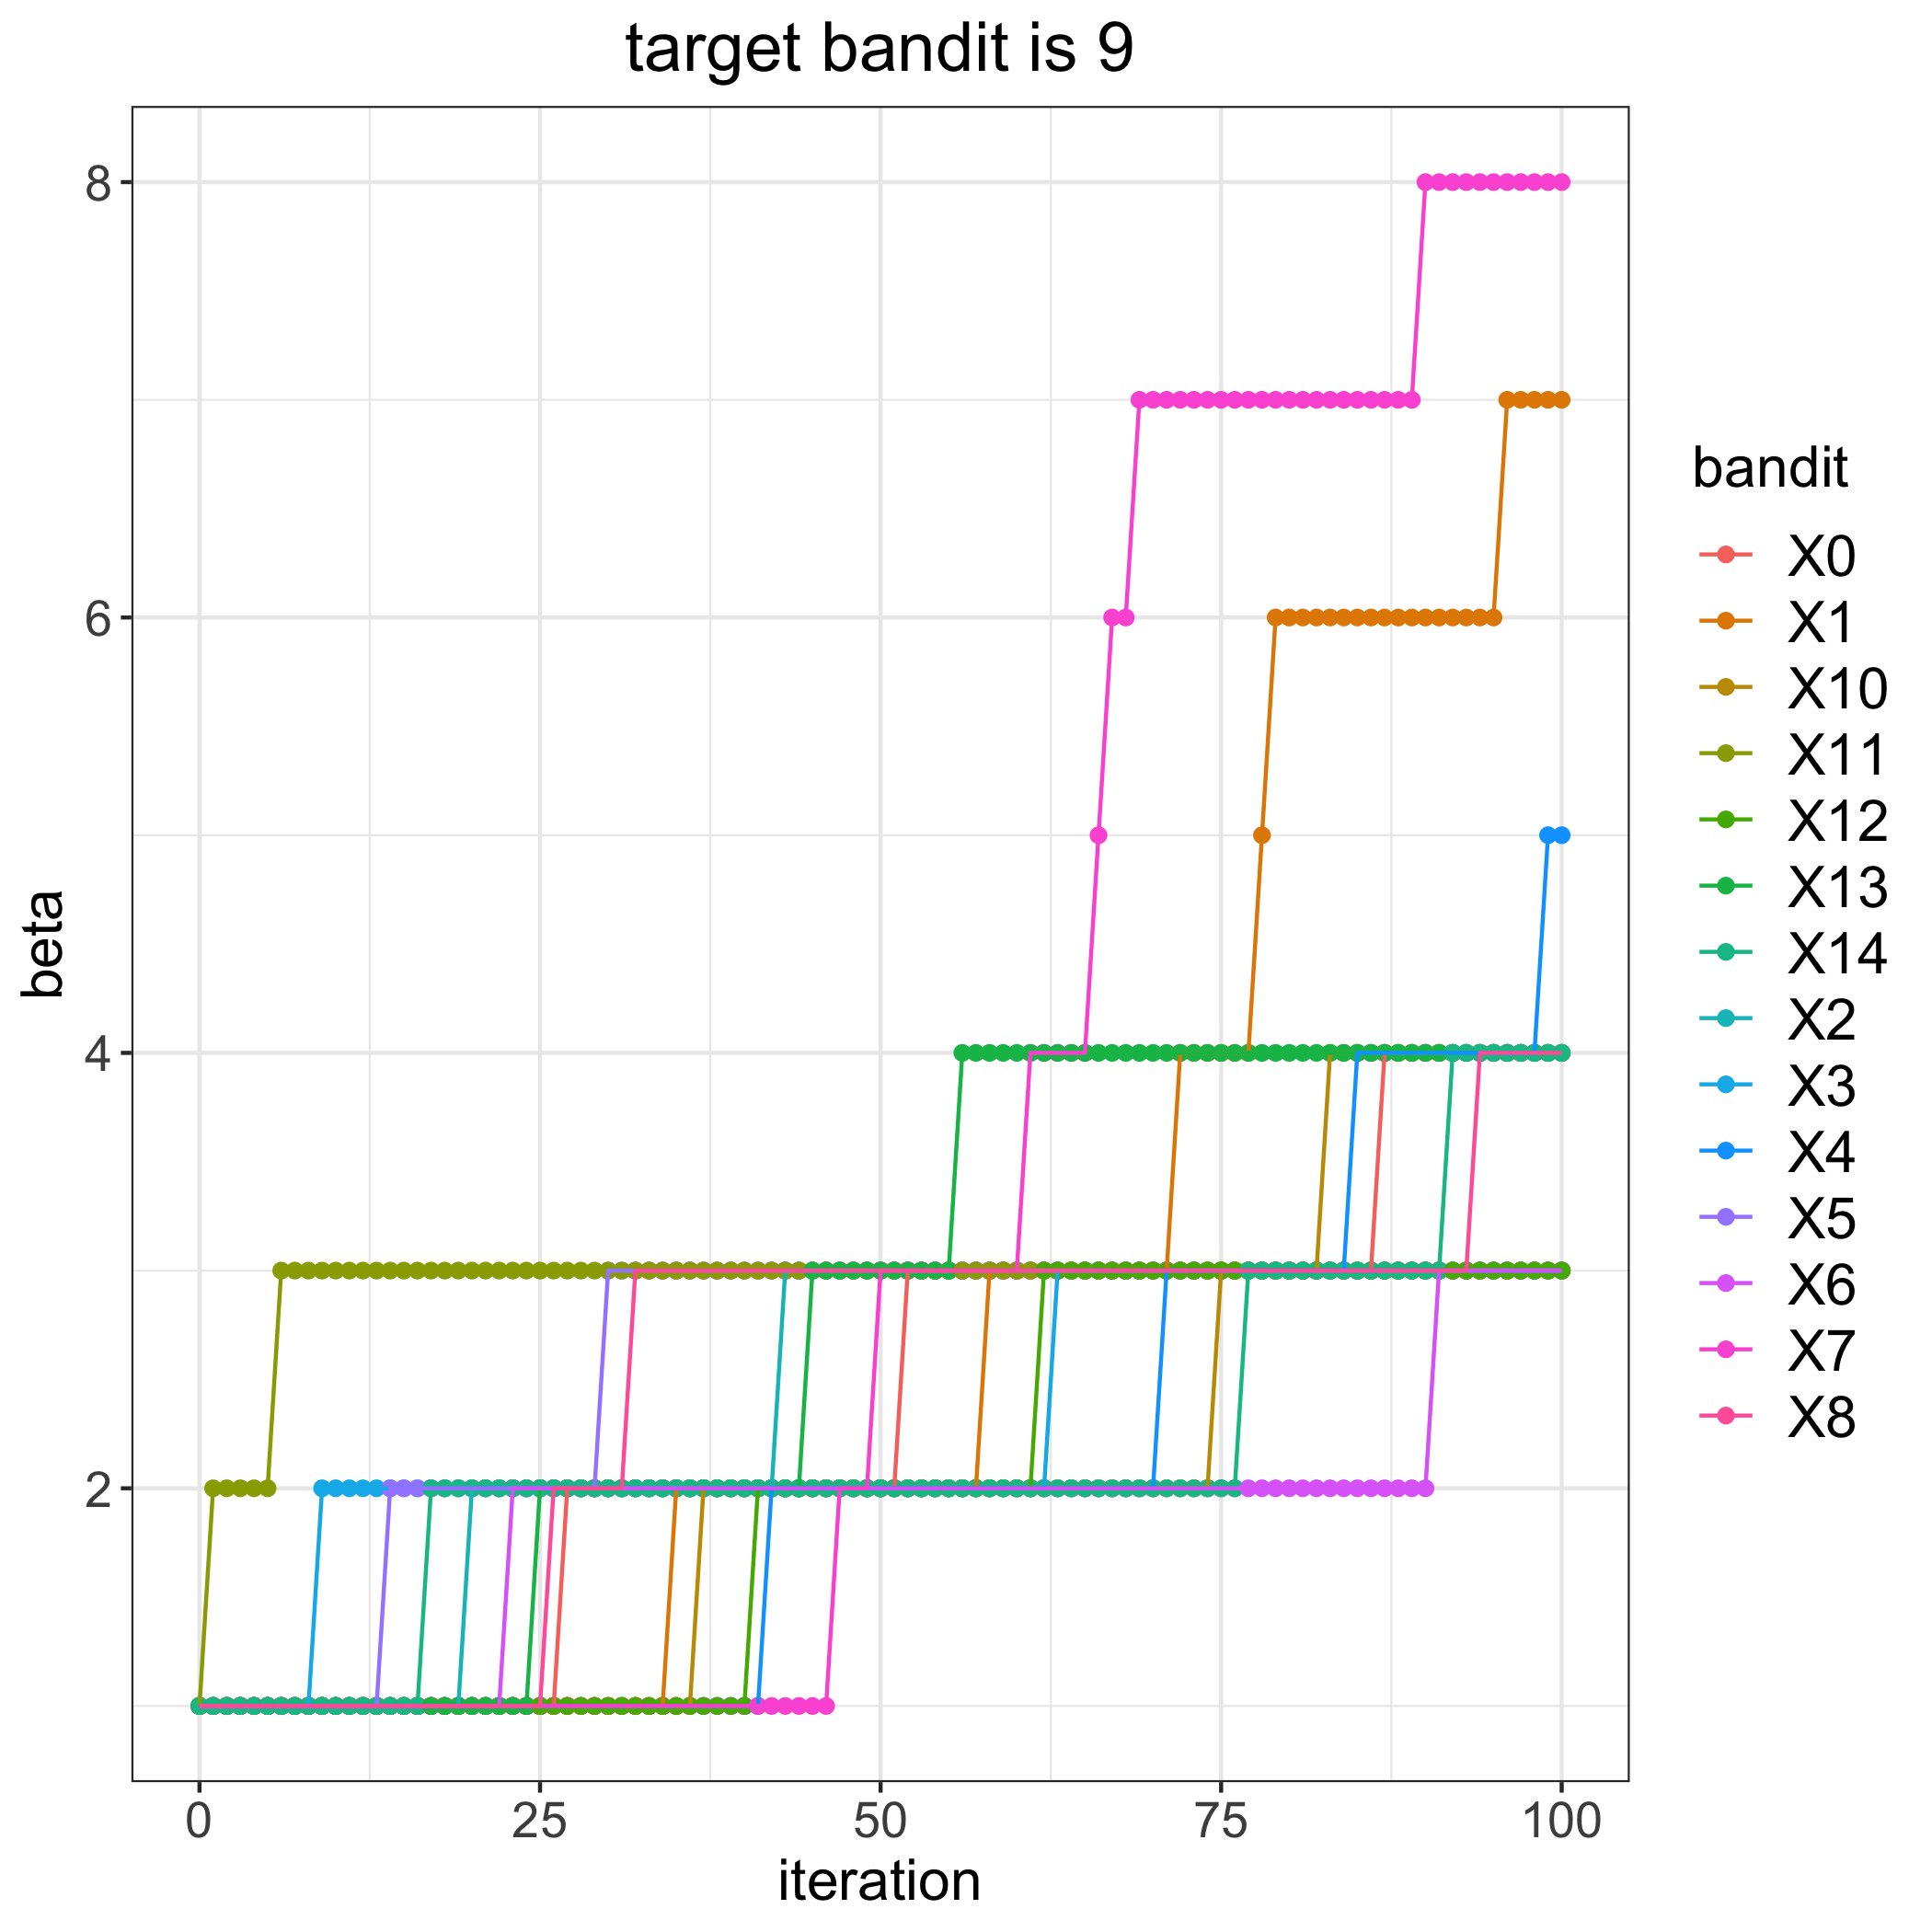 target bandit is 9
8
6
4
2
beta
0 25 50 75 100
iteration
bandit
X0
X1
X10
X11
X12
X13
X14
X2
X3
X4
X5
X6
X7
X8